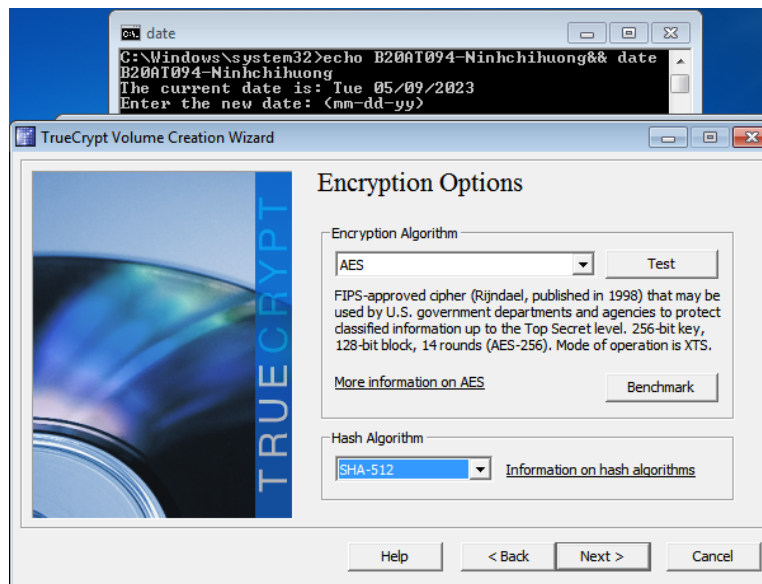 date
C:\Windows\system32>echo B20AT094-Ninhchihuong&& date
B20AT094-Ninhchihuong
The current date is: Tue 05/09/2023
Enter the new date: (mm-dd-yy)
TrueCrypt Volume Creation Wizard
TRUECRYPT
Encryption Options
Encryption Algorithm
AES
Test
FIPS-approved cipher (Rijndael, published in 1998) that may be
used by U.S. government departments and agencies to protect
classified information up to the Top Secret level. 256-bit key,
128-bit block, 14 rounds (AES-256). Mode of operation is XTS.
More information on AES
Benchmark
Hash Algorithm
SHA-512
Information on hash algorithms
Help
< Back
Next >
Cancel